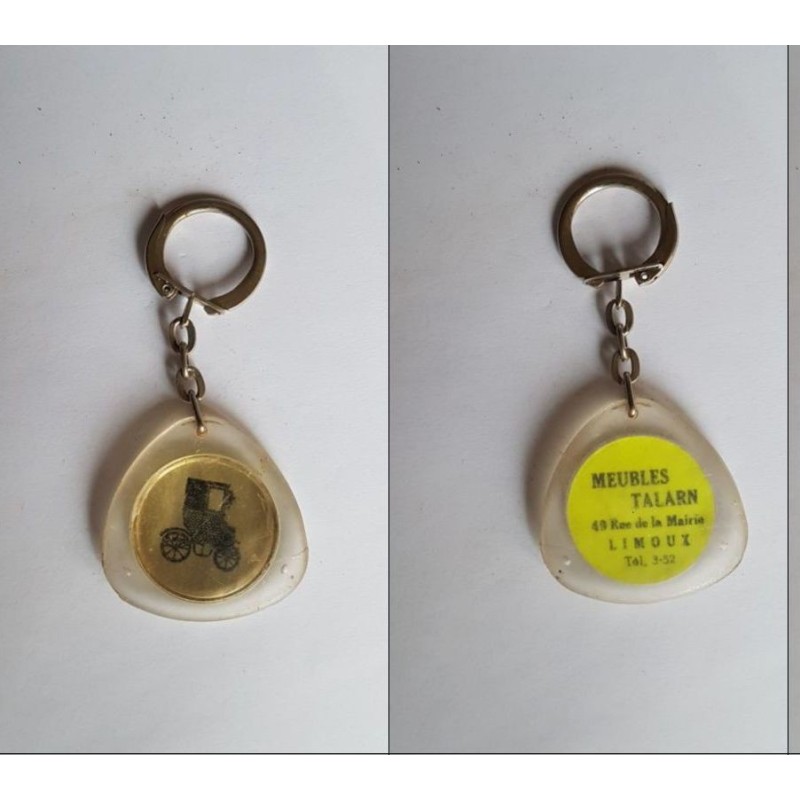 MEUBLES
TALARN
49 Rue de la Mairie
LIMOUX
Tél. 3-52